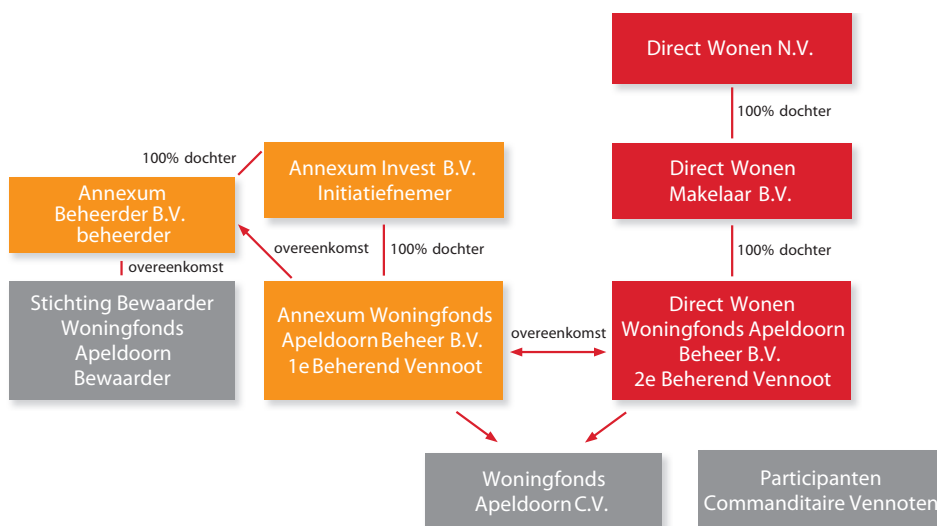 Direct Wonen N.V.
100% dochter
100% dochter
Annexum Invest B.V.
Initiatiefnemer
Direct Wonen
Makelaar B.V.
Annexum
Beheerder B.V.
beheerder
overeenkomst
100% dochter
100% dochter
overeenkomst
Stichting Bewaarder
Woningfonds
Apeldoorn
Bewaarder
Annexum Woningfonds
Apeldoorn Beheer B.V.
1e Beherend Vennoot
overeenkomst
Direct Wonen
Woningfonds Apeldoorn
Beheer B.V.
2e Beherend Vennoot
Woningfonds
Apeldoorn C.V.
Participanten
Commanditaire Vennoten